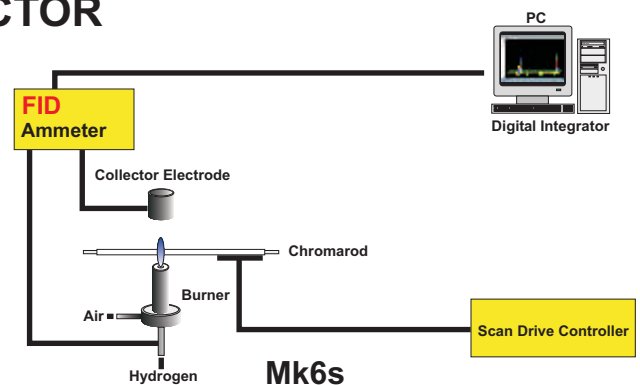 CTOR
PC
FID
Ammeter
Digital Integrator
Collector Electrode
Chromarod
Burner
Air
Scan Drive Controller
Hydrogen
Mk6s